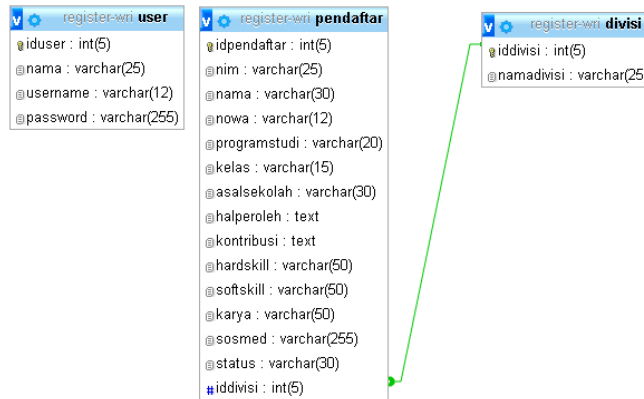 register-wri user
iduser : int(5)
nama : varchar(25)
username : varchar(12)
password : varchar(255)
register-wri pendaftar
idpendaftar : int(5)
nim : varchar(25)
nama : varchar(30)
nowa : varchar(12)
programstudi : varchar(20)
kelas : varchar(15)
asalsekolah : varchar(30)
halperoleh : text
kontribusi : text
hardskill : varchar(50)
softskill : varchar(50)
karya : varchar(50)
sosmed : varchar(255)
status : varchar(30)
#iddivisi : int(5)
register-wri divisi
iddivisi : int(5)
namadivisi : varchar(25